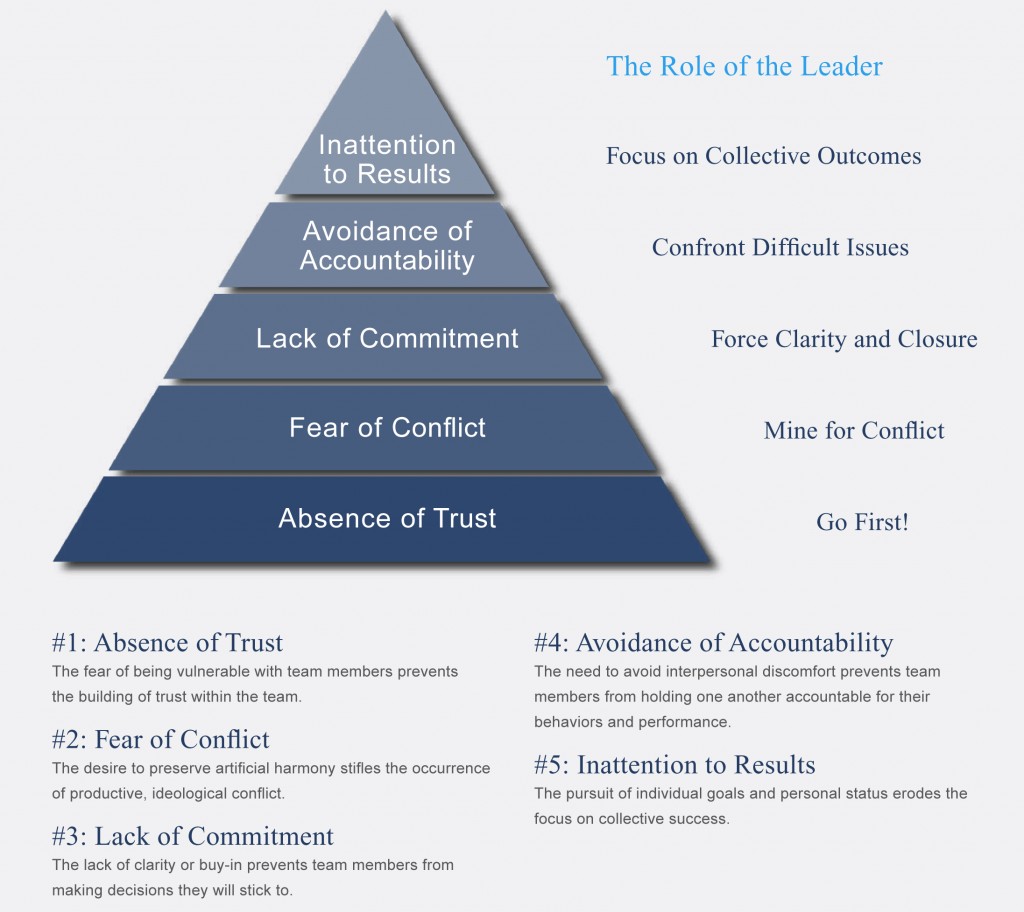 The Role of the Leader
Inattention
to Results
Focus on Collective Outcomes
Avoidance of
Accountability
Confront Difficult Issues
Lack of Commitment
Force Clarity and Closure
Fear of Conflict
Mine for Conflict
Absence of Trust
Go First!
#1: Absence of Trust
The fear of being vulnerable with team members prevents
the building of trust within the team.
#2: Fear of Conflict
The desire to preserve artificial harmony stifles the occurrence
of productive, ideological conflict.
#3: Lack of Commitment
The lack of clarity or buy-in prevents team members from
making decisions they will stick to.
#4: Avoidance of Accountability
The need to avoid interpersonal discomfort prevents team
members from holding one another accountable for their
behaviors and performance.
#5: Inattention to Results
The pursuit of individual goals and personal status erodes the
focus on collective success.